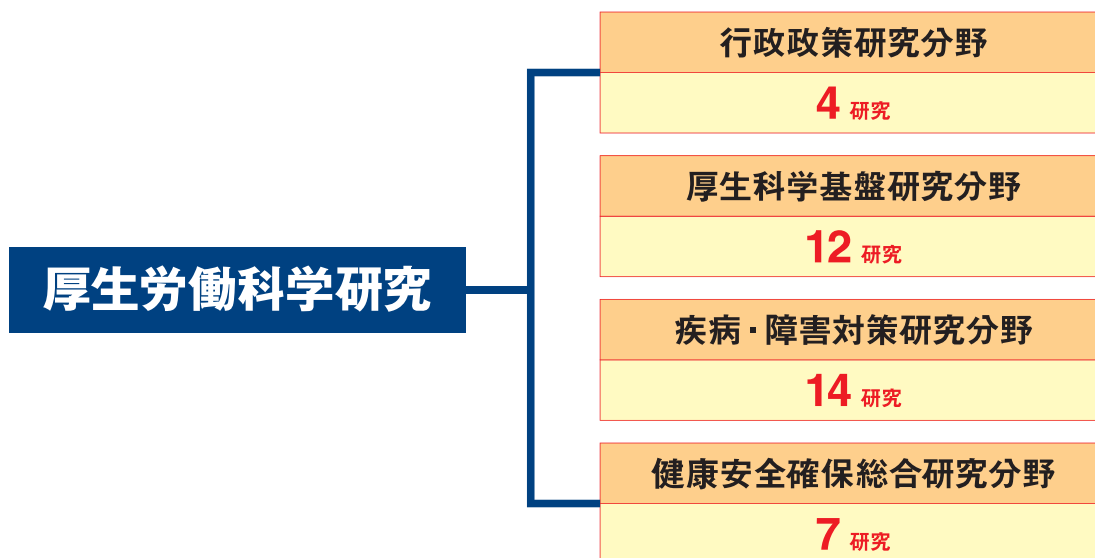 厚生労働科学研究
行政政策研究分野
4 研究
厚生科学基盤研究分野
12 研究
疾病・障害対策研究分野
14 研究
健康安全確保総合研究分野
7 研究